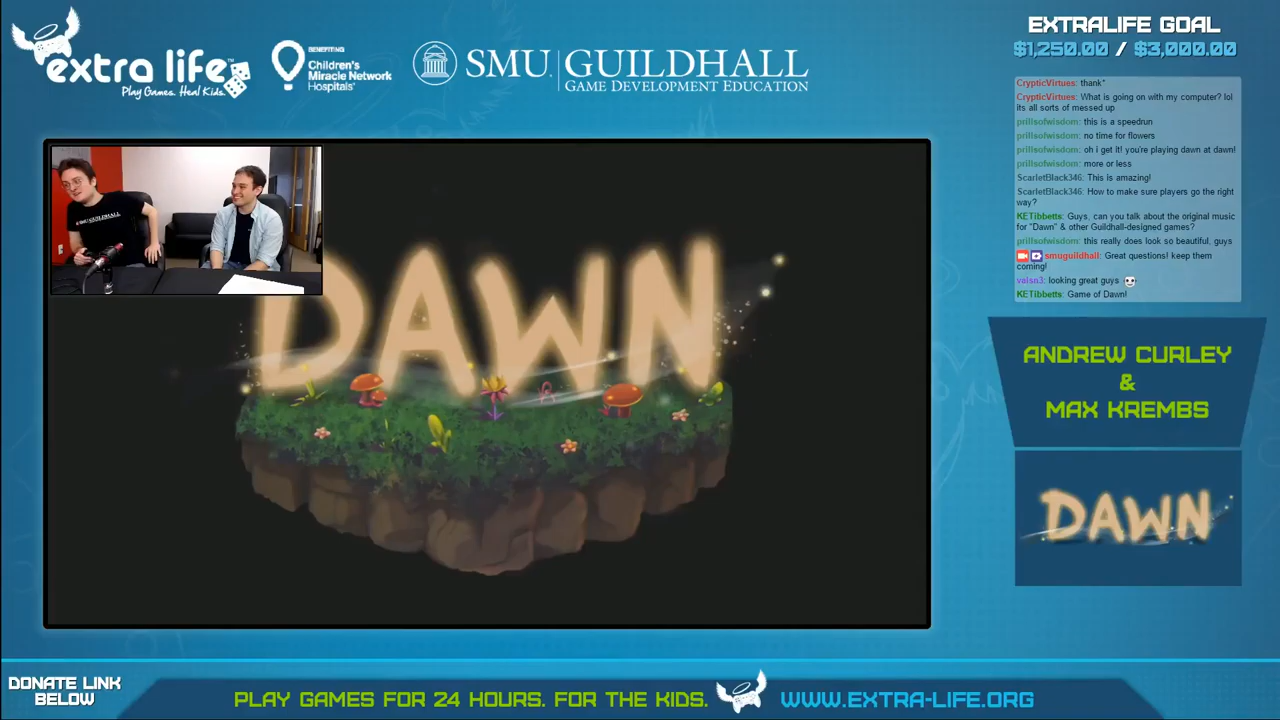 extra life™
Play Games. Heal Kids.
BENEFITING
Children's
Miracle Network
Hospitals®
SMU. GUILDHALL
GAME DEVELOPMENT EDUCATION
EXTRALIFE GOAL
$1,250.00 / $3,000.00
CrypticVirtues: thank*
CrypticVirtues: What is going on with my computer? lol
its all sorts of messed up
prillsofwisdom: this is a speedrun
prillsofwisdom: no time for flowers
prillsofwisdom: oh i get it! you're playing dawn at dawn!
prillsofwisdom: more or less
ScarletBlack346: This is amazing!
ScarletBlack346: How to make sure players go the right
way?
KETibbetts: Guys, can you talk about the original music
for "Dawn" & other Guildhall-designed games?
prillsofwisdom: this really does look so beautiful, guys
smuguildhall: Great questions! keep them
coming!
vaisn3: looking great guys
KETibbetts: Game of Dawn!
SMU GUILDHALL
DAWN
ANDREW CURLEY
&
MAX KREMBS
DAWN
DONATE LINK
BELOW
PLAY GAMES FOR 24 HOURS. FOR THE KIDS.
WWW.EXTRA-LIFE.ORG